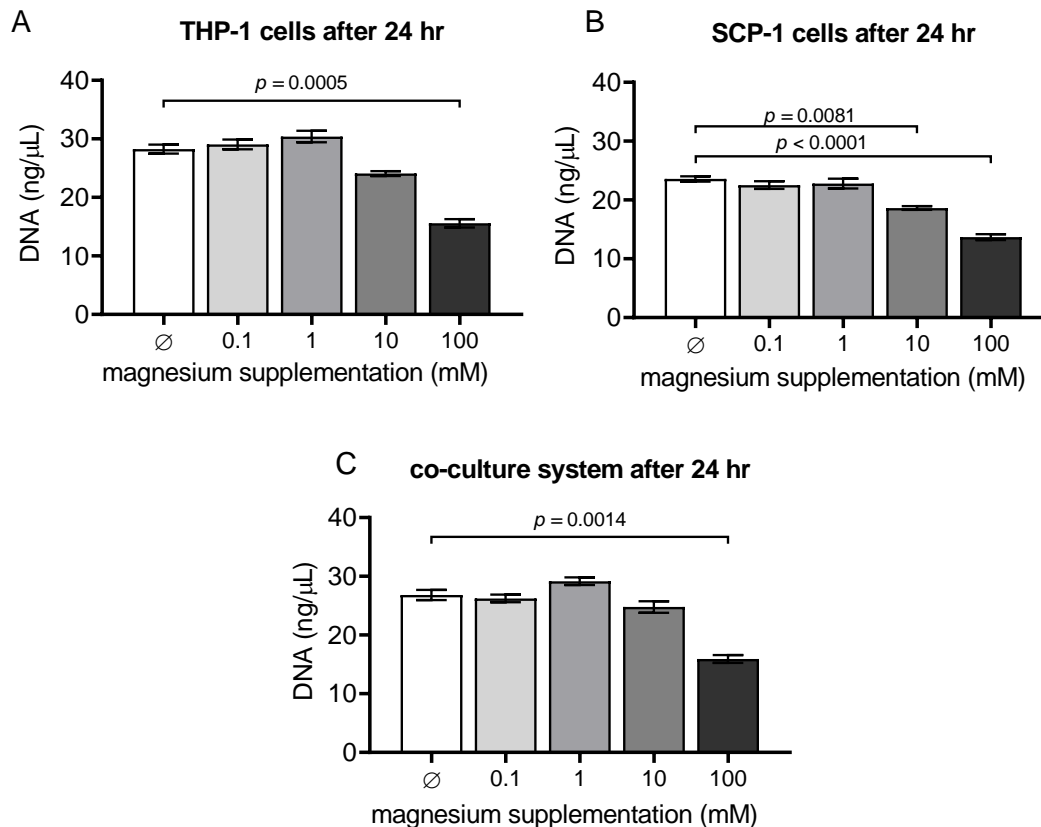 A
THP-1 cells after 24 hr
p = 0.0005
DNA (ng/μL)
40
30
20
10
0
∅ 0.1 1 10 100
magnesium supplementation (mM)
B
SCP-1 cells after 24 hr
p = 0.0081
p < 0.0001
DNA (ng/μL)
40
30
20
10
0
∅ 0.1 1 10 100
magnesium supplementation (mM)
C
co-culture system after 24 hr
p = 0.0014
DNA (ng/μL)
40
30
20
10
0
∅ 0.1 1 10 100
magnesium supplementation (mM)